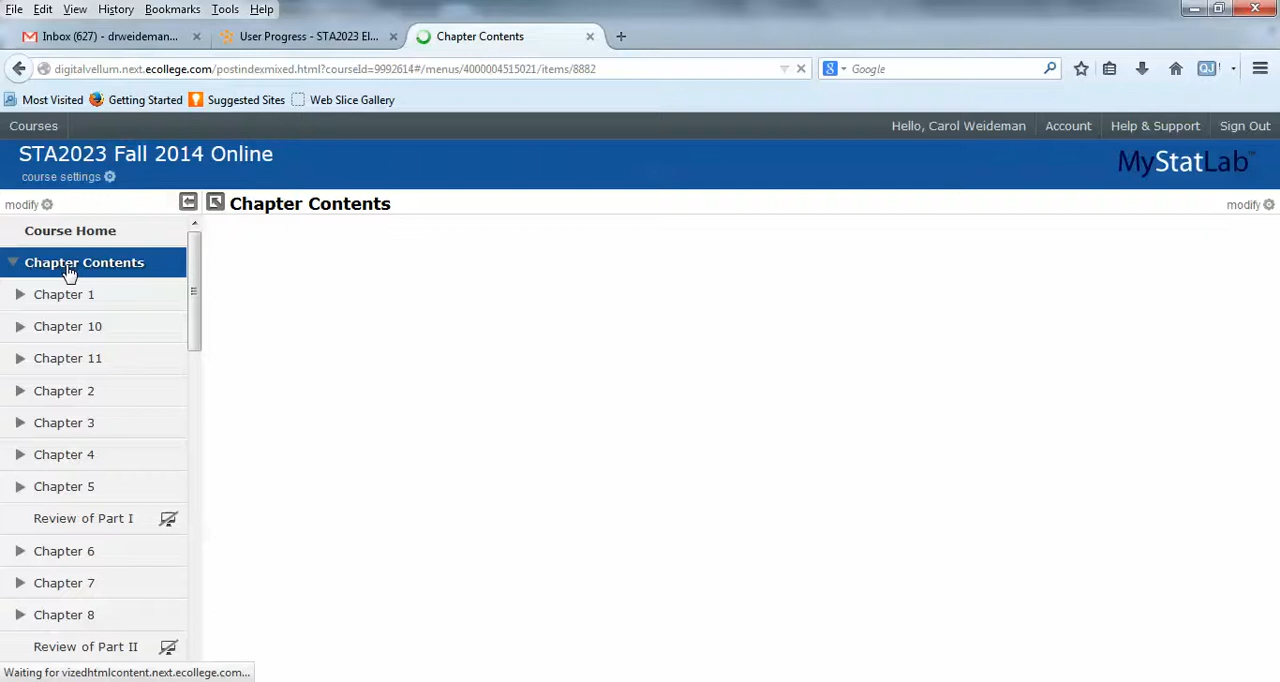 File Edit View History Bookmarks Tools Help
Inbox (627) - drweideman... User Progress - STA2023 El... Chapter Contents
digitalvellum.next.ecollege.com/postindexmixed.html?courseId=9992614#/menus/4000004515021/items/8882 Google
Most Visited Getting Started Suggested Sites Web Slice Gallery
Courses Hello, Carol Weideman Account Help & Support Sign Out
STA2023 Fall 2014 Online
course settings
MyStatLab™
modify Chapter Contents modify
Course Home
Chapter Contents
Chapter 1
Chapter 10
Chapter 11
Chapter 2
Chapter 3
Chapter 4
Chapter 5
Review of Part I
Chapter 6
Chapter 7
Chapter 8
Review of Part II
Waiting for vizedhtmlcontent.next.ecollege.com...